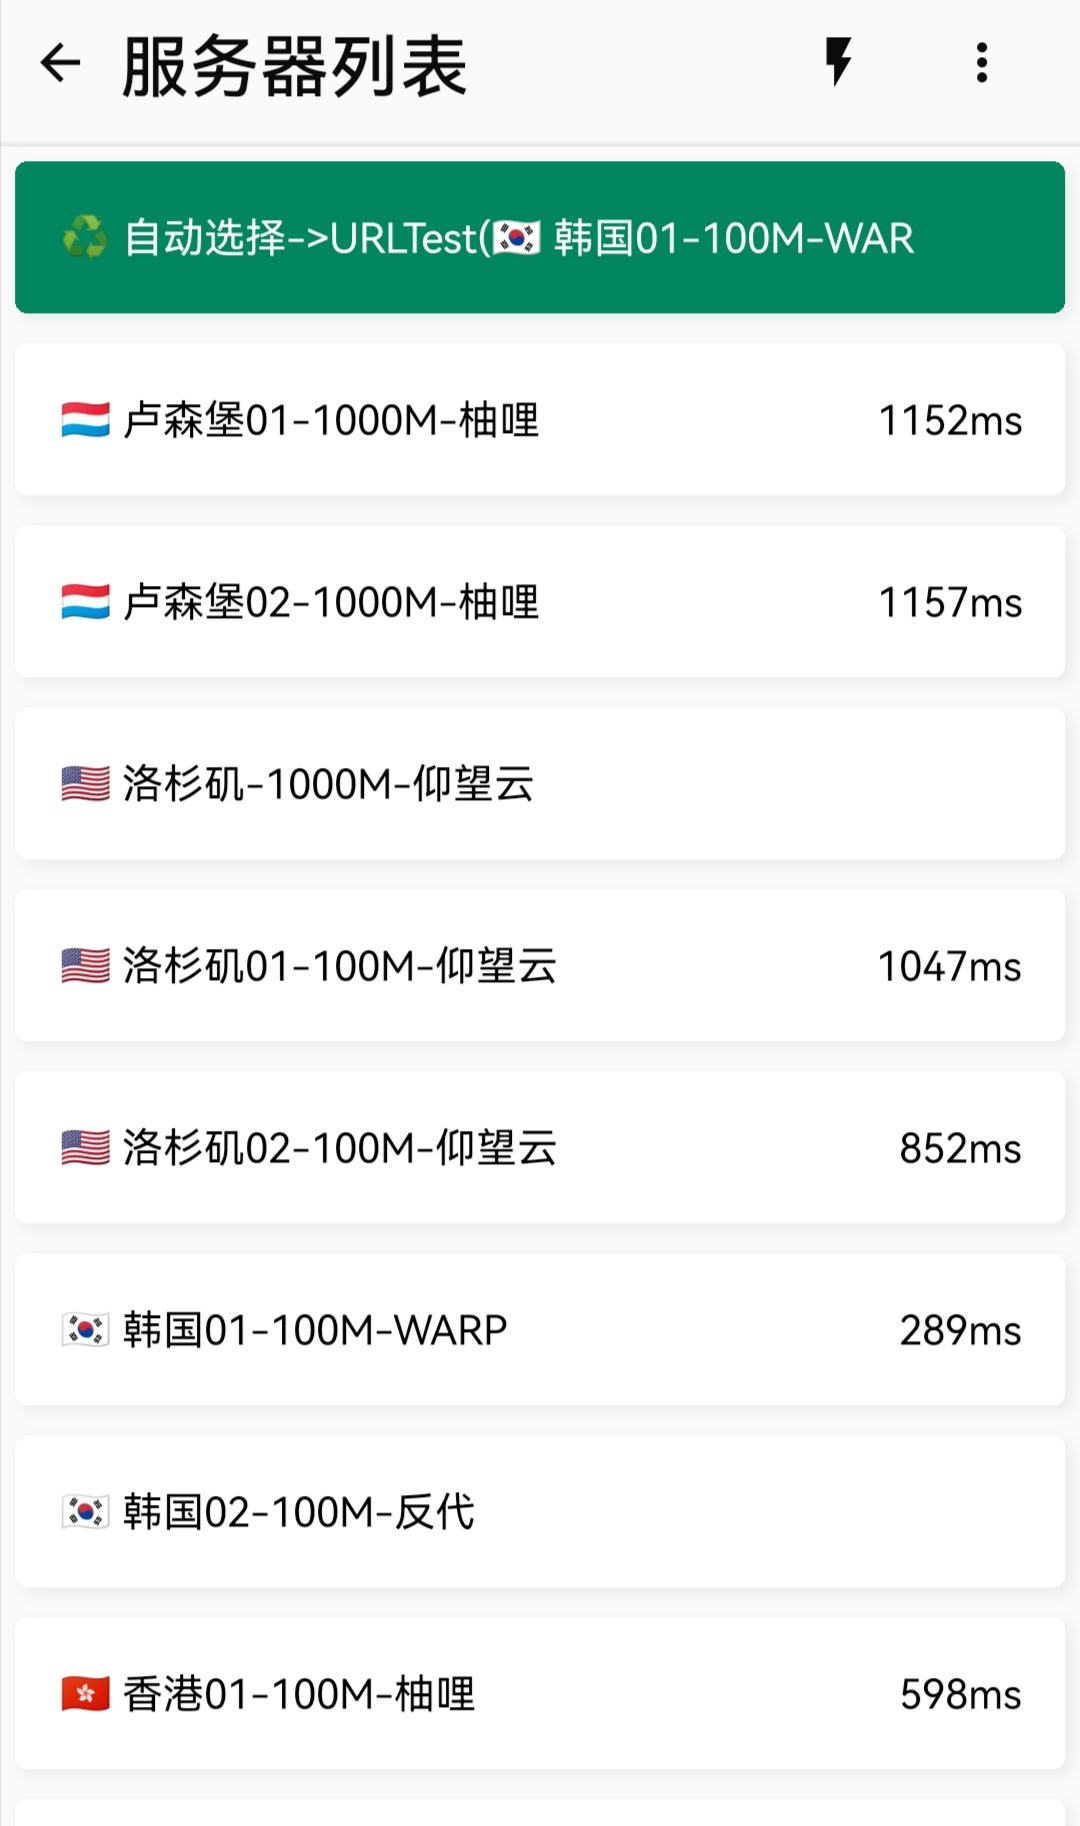 服务器列表
自动选择->URLTest(🇰🇷 韩国01-100M-WAR
卢森堡01-1000M-柚哩 1152ms
卢森堡02-1000M-柚哩 1157ms
洛杉矶-1000M-仰望云
洛杉矶01-100M-仰望云 1047ms
洛杉矶02-100M-仰望云 852ms
韩国01-100M-WARP 289ms
韩国02-100M-反代
香港01-100M-柚哩 598ms